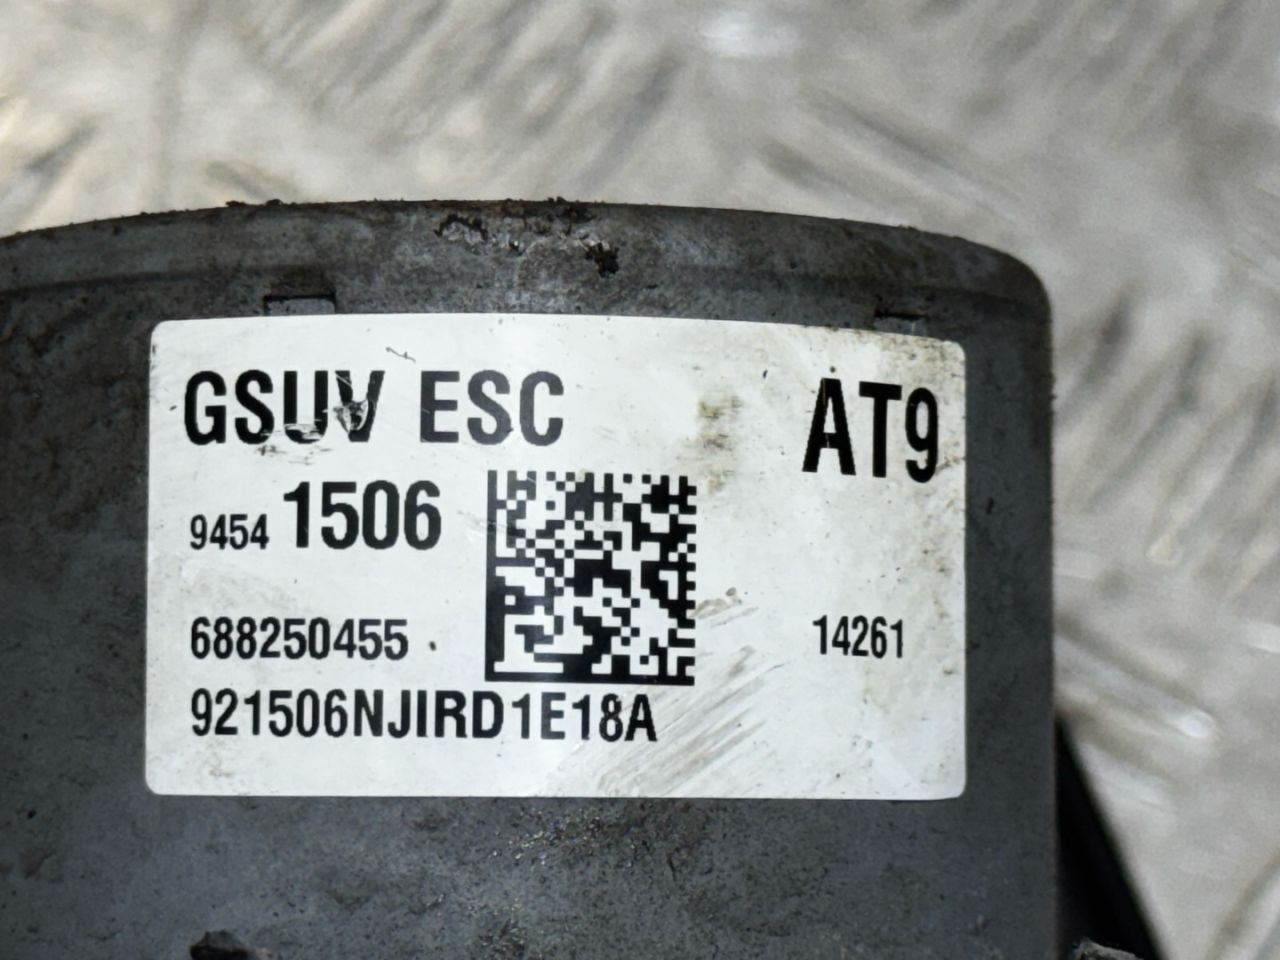 GSUV ESC AT9
9454 1506
688250455 14261
921506NJIRD1E18A